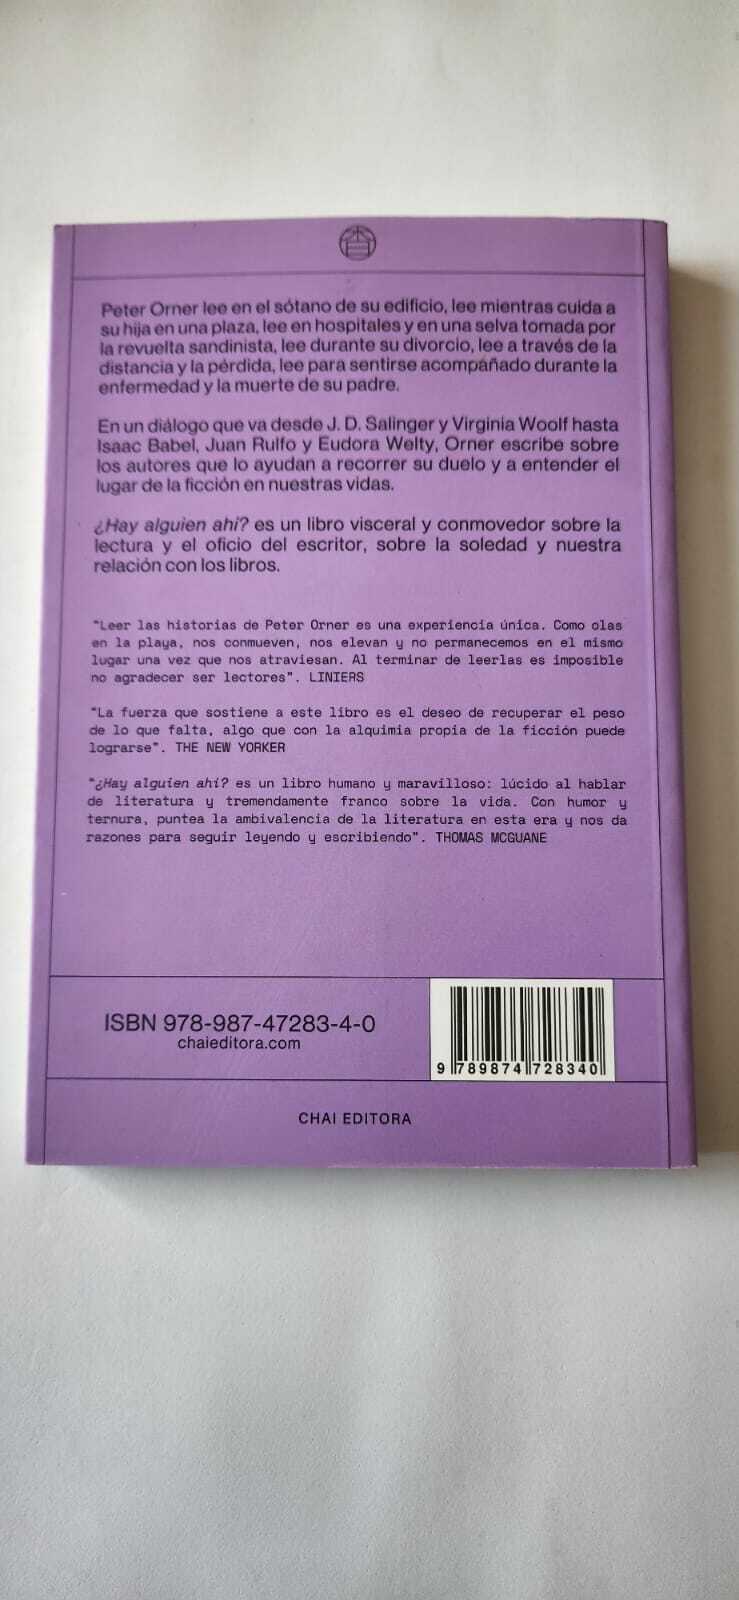 Peter Orner lee en el sótano de su edificio, lee mientras cuida a
su hija en una plaza, lee en hospitales y en una selva tomada por
la revuelta sandinista, lee durante su divorcio, lee a través de la
distancia y la pérdida, lee para sentirse acompañado durante la
enfermedad y la muerte de su padre.
En un diálogo que va desde J. D. Salinger y Virginia Woolf hasta
Isaac Babel, Juan Rulfo y Eudora Welty, Orner escribe sobre
los autores que lo ayudan a recorrer su duelo y a entender el
lugar de la ficción en nuestras vidas.
¿Hay alguien ahí? es un libro visceral y conmovedor sobre la
lectura y el oficio del escritor, sobre la soledad y nuestra
relación con los libros.
"Leer las historias de Peter Orner es una experiencia única. Como olas
en la playa, nos conmueven, nos elevan y no permanecemos en el mismo
lugar una vez que nos atraviesan. Al terminar de leerlas es imposible
no agradecer ser lectores". LINIERS
"La fuerza que sostiene a este libro es el deseo de recuperar el peso
de lo que falta, algo que con la alquimia propia de la ficción puede
lograrse". THE NEW YORKER
"¿Hay alguien ahí? es un libro humano y maravilloso: lúcido al hablar
de literatura y tremendamente franco sobre la vida. Con humor y
ternura, puntea la ambivalencia de la literatura en esta era y nos da
razones para seguir leyendo y escribiendo". THOMAS MCGUANE
ISBN 978-987-47283-4-0
chaieditora.com
9 789874 728340
CHAI EDITORA